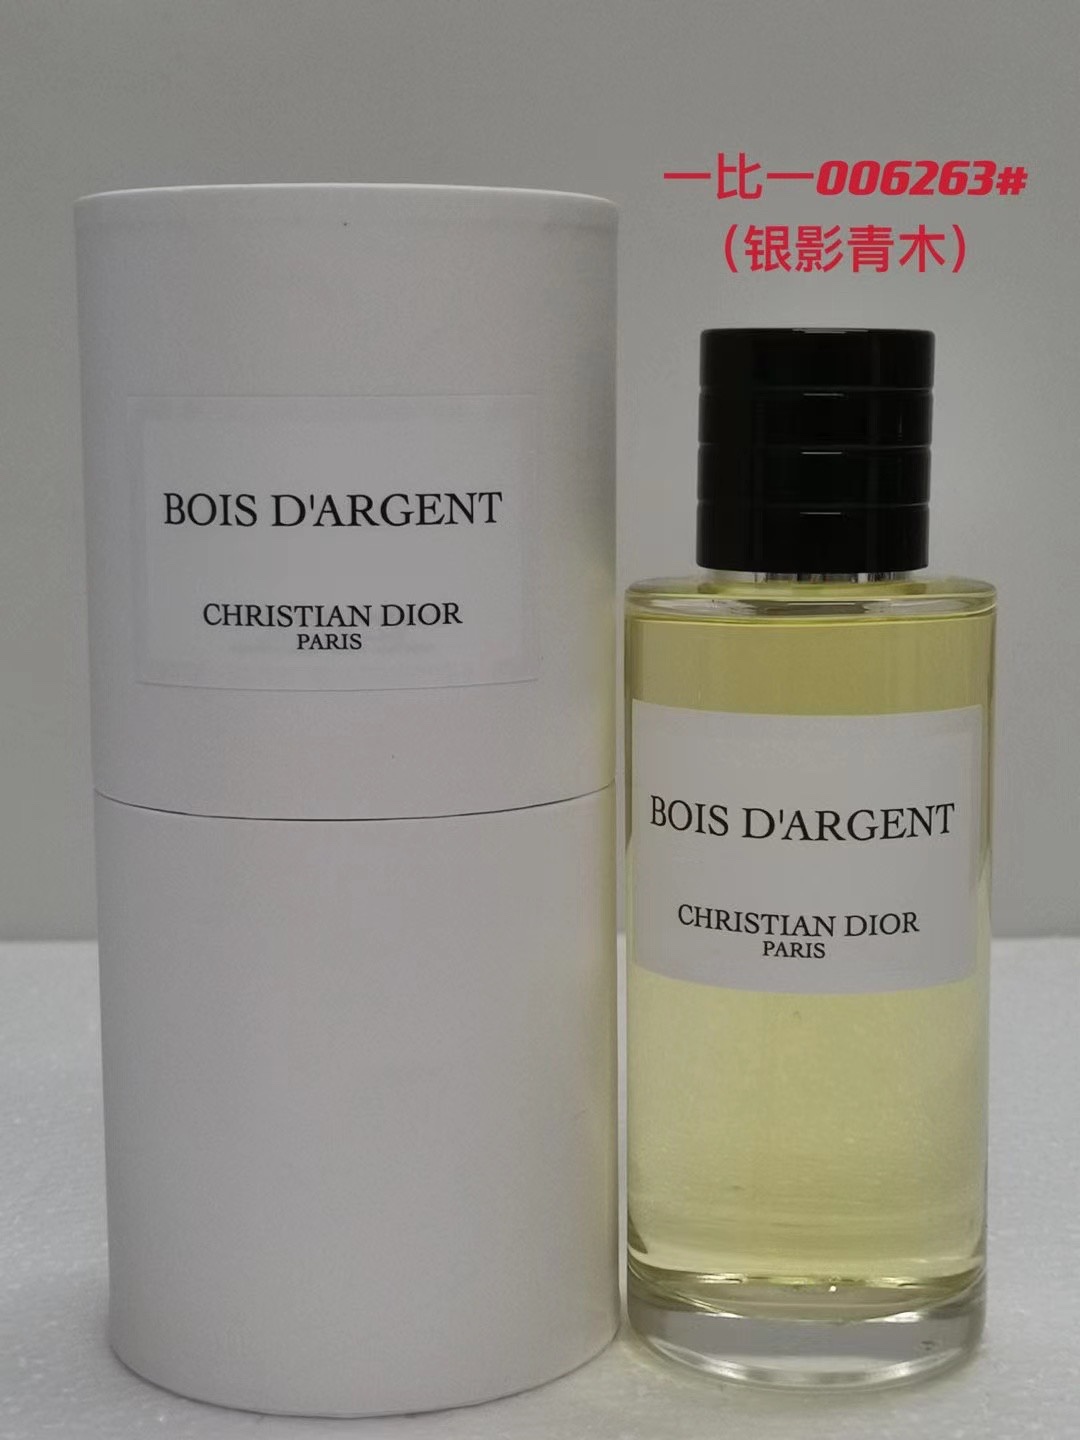 一比一006263#
（银影青木）
BOIS D'ARGENT
CHRISTIAN DIOR
PARIS
BOIS D'ARGENT
CHRISTIAN DIOR
PARIS